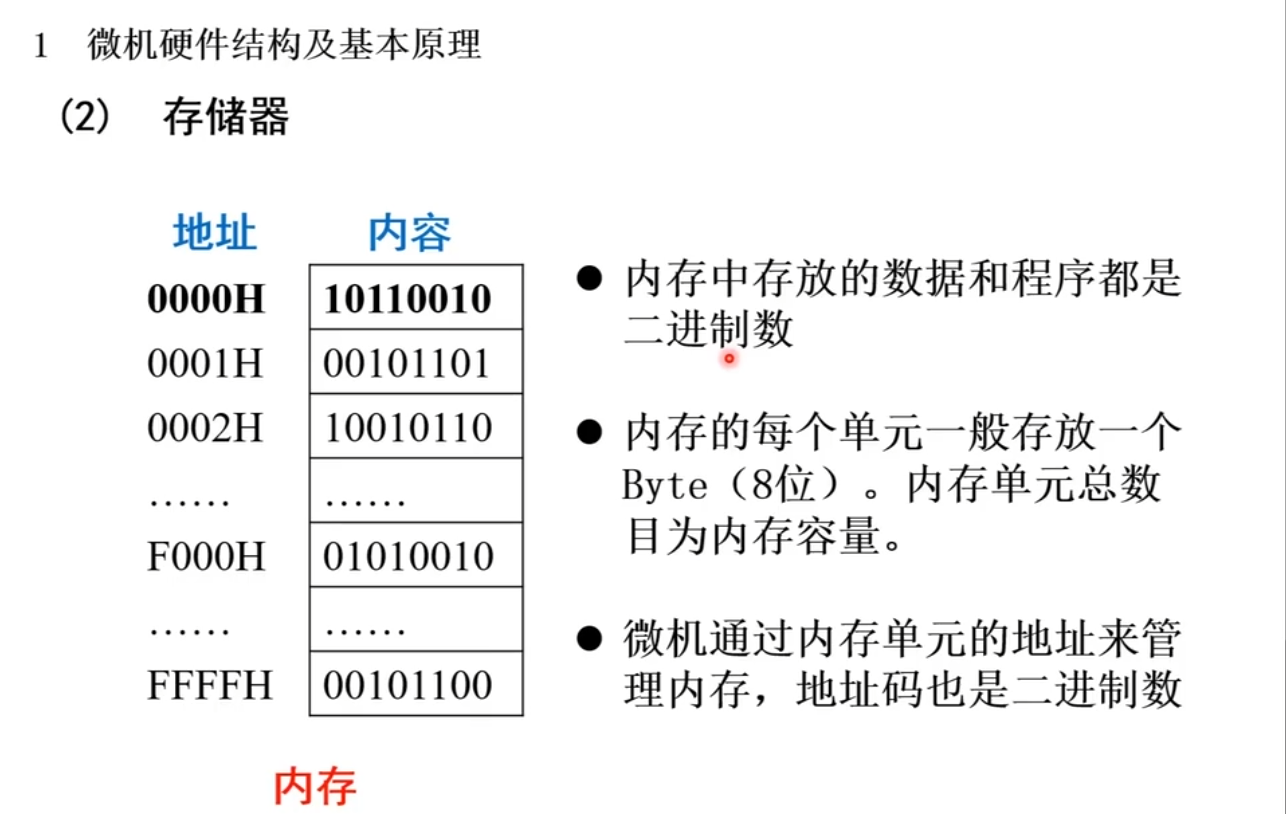 1 微机硬件结构及基本原理
(2) 存储器
地址 内容
0000H 10110010
0001H 00101101
0002H 10010110
…… ……
F000H 01010010
…… ……
FFFFH 00101100
内存
● 内存中存放的数据和程序都是
二进制数
● 内存的每个单元一般存放一个
Byte（8位）。内存单元总数
目为内存容量。
● 微机通过内存单元的地址来管
理内存，地址码也是二进制数